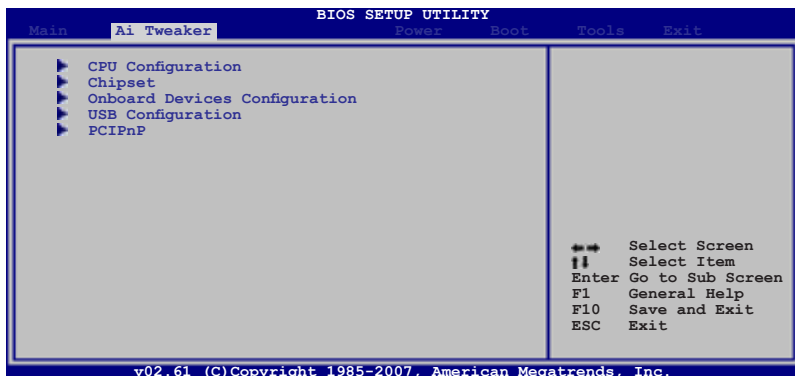 BIOS SETUP UTILITY
Main Ai Tweaker Power Boot Tools Exit
CPU Configuration
Chipset
Onboard Devices Configuration
USB Configuration
PCIPnP
Select Screen
Select Item
Enter Go to Sub Screen
F1 General Help
F10 Save and Exit
ESC Exit
v02.61 (C)Copyright 1985-2007, American Megatrends, Inc.